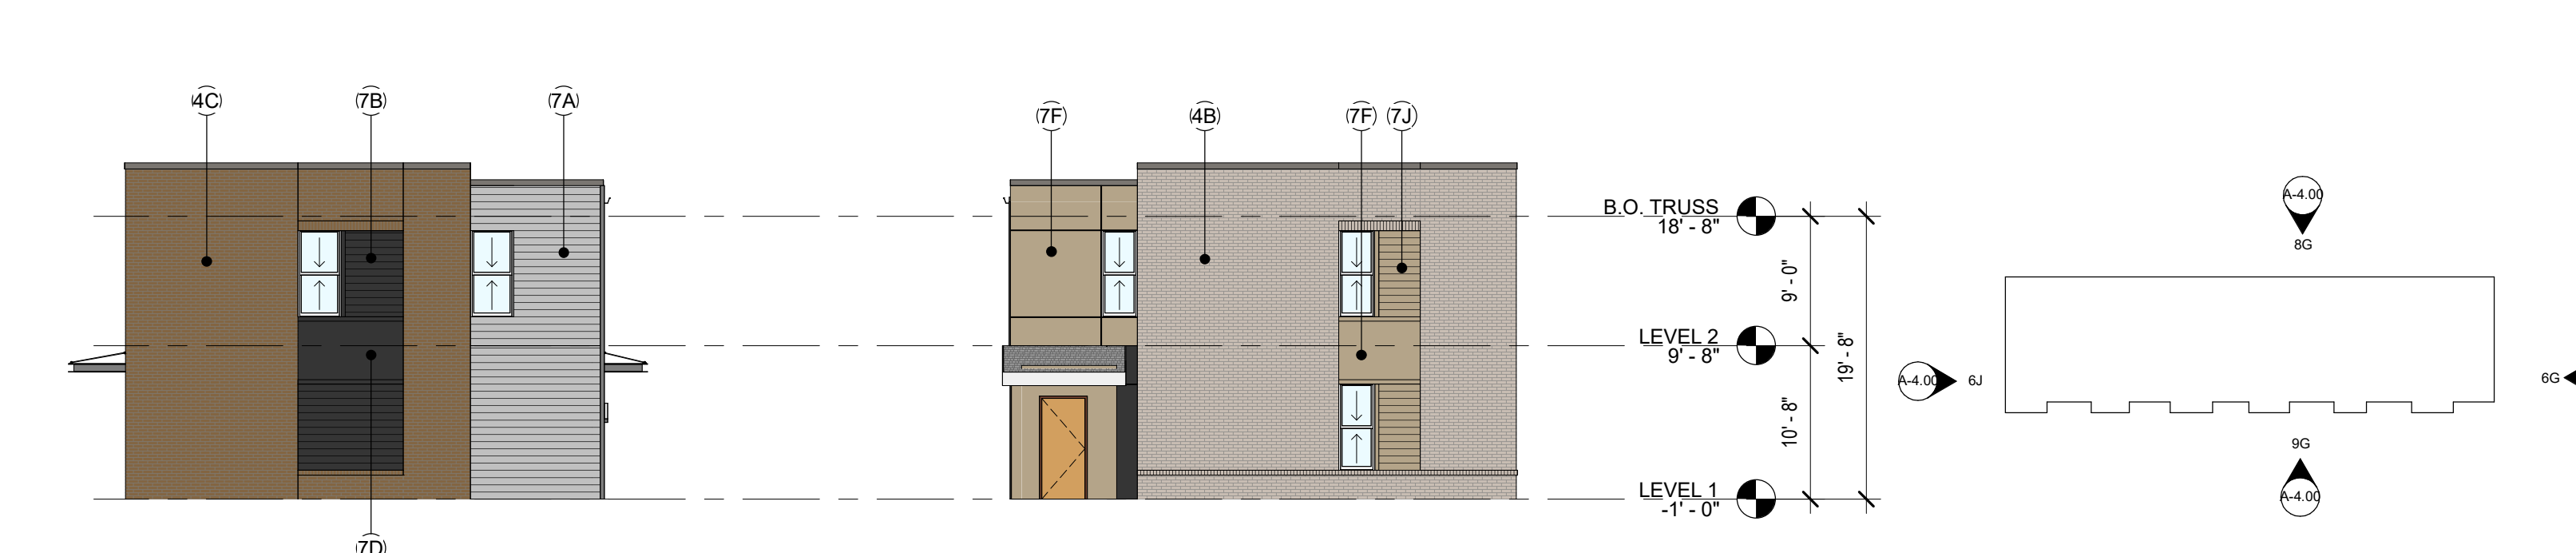 4C
7B
7A
7D
7F
4B
7F
7J
B.O. TRUSS
18' - 8"
LEVEL 2
9' - 8"
LEVEL 1
-1' - 0"
9' - 0"
10' - 8"
19' - 8"
A-4.00
8G
A-4.00
6J
6G
9G
A-4.00